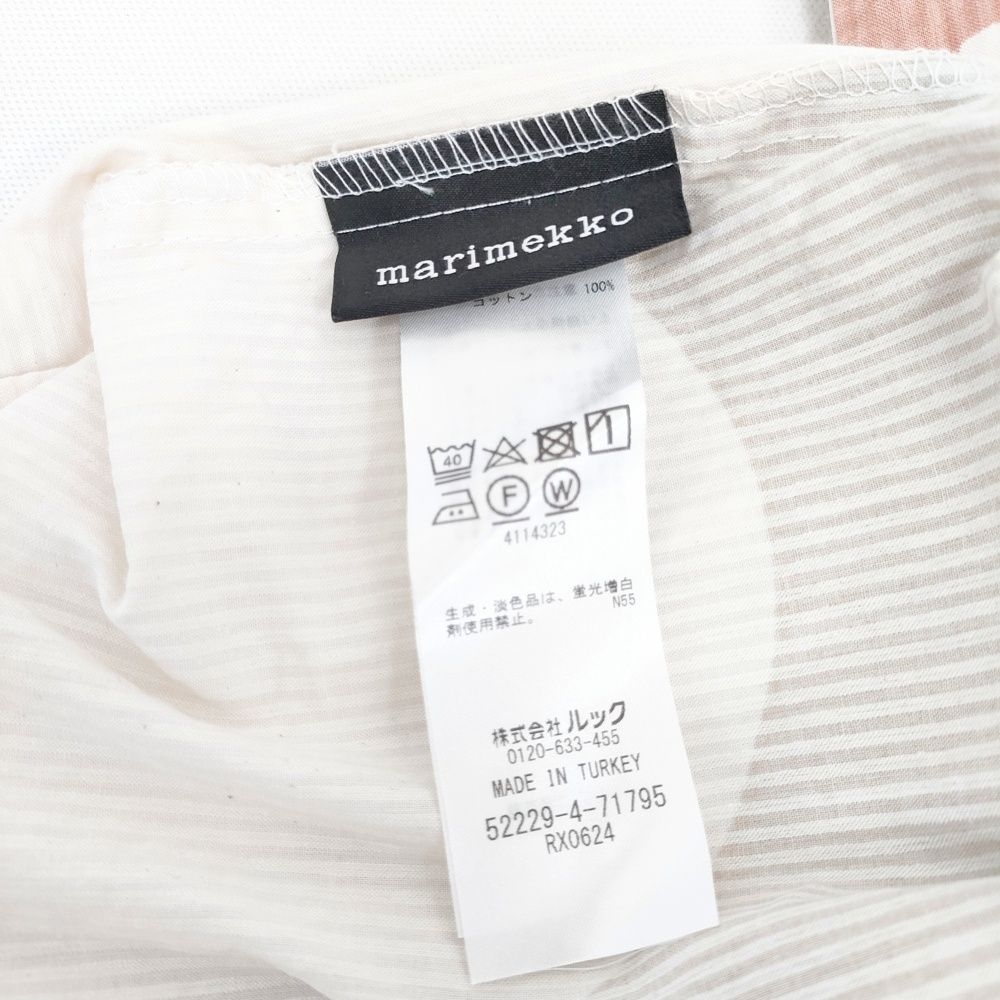 marimekko
コットン 100%
40
F W
4114323
生成・淡色品は、蛍光増白
剤使用禁止。 N55
株式会社 ルック
0120-633-455
MADE IN TURKEY
52229-4-71795
RX0624